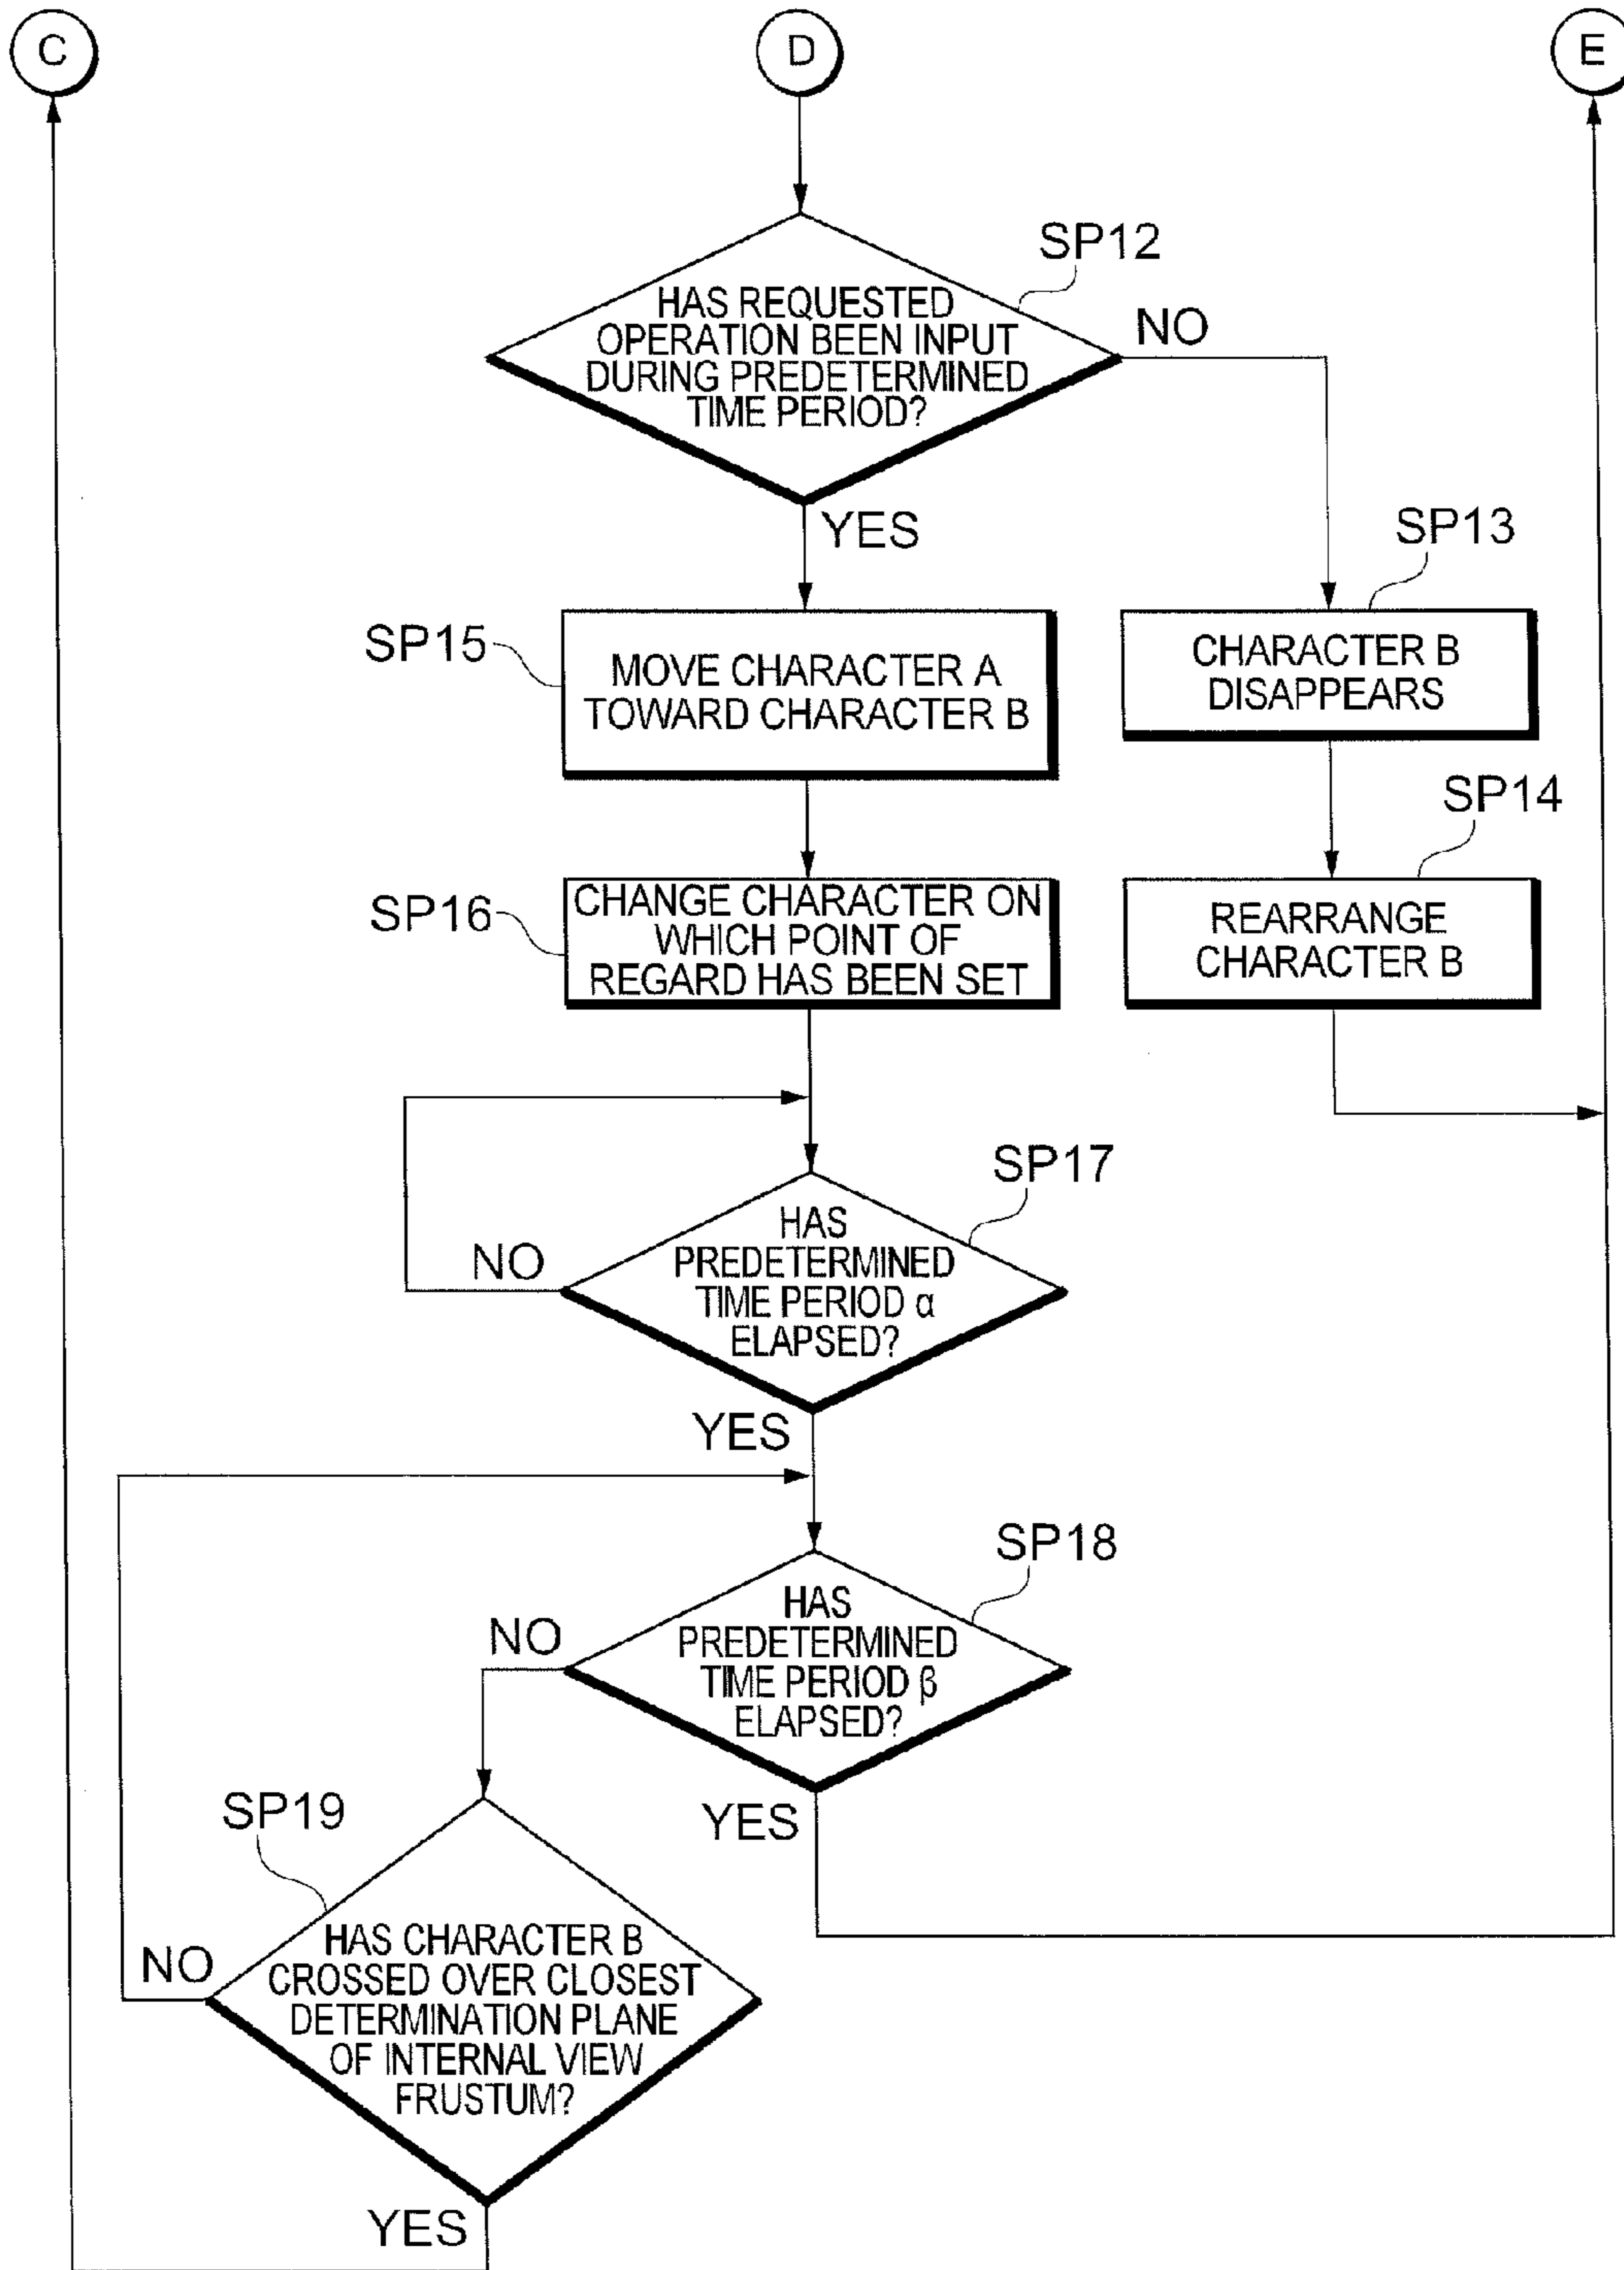 C
D
E
SP12
HAS REQUESTED
OPERATION BEEN INPUT
DURING PREDETERMINED
TIME PERIOD?
NO
YES
SP13
CHARACTER B
DISAPPEARS
SP15
MOVE CHARACTER A
TOWARD CHARACTER B
SP14
REARRANGE
CHARACTER B
SP16
CHANGE CHARACTER ON
WHICH POINT OF
REGARD HAS BEEN SET
SP17
HAS
PREDETERMINED
TIME PERIOD α
ELAPSED?
NO
YES
SP18
HAS
PREDETERMINED
TIME PERIOD β
ELAPSED?
NO
YES
SP19
HAS CHARACTER B
CROSSED OVER CLOSEST
DETERMINATION PLANE
OF INTERNAL VIEW
FRUSTUM?
NO
YES